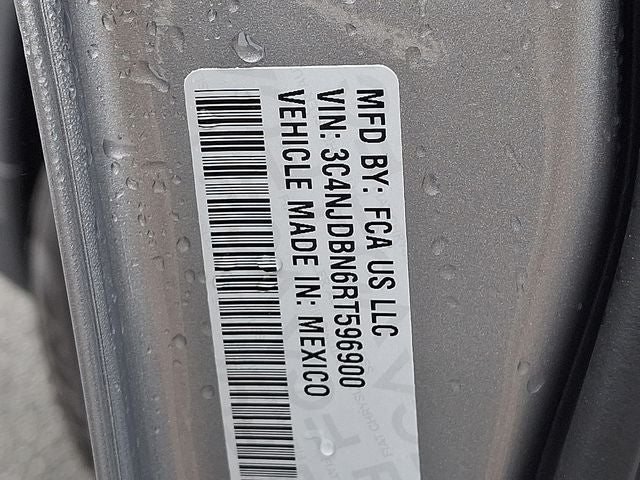 MFD BY: FCA US LLC
VIN: 3C4NJDBN6RT596900
VEHICLE MADE IN: MEXICO